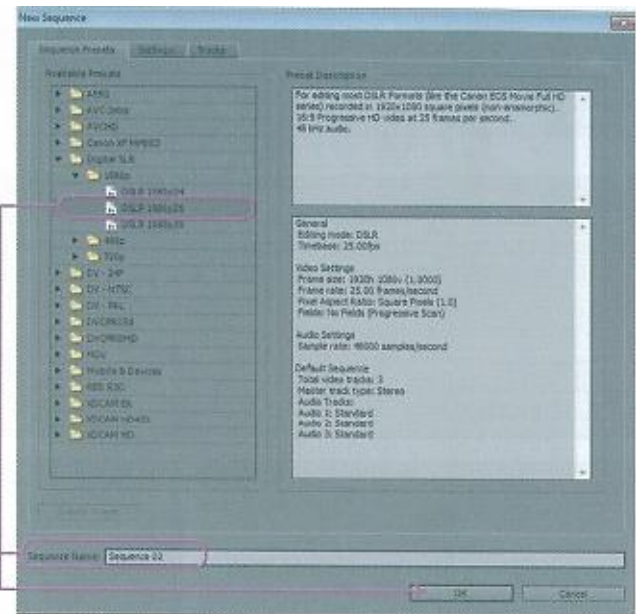 New Sequence
Sequence Presets Settings Tracks
Available Presets
ARRI
AVC-Intra
AVCHD
Canon XF MPEG2
Digital SLR
1080p
DSLR 1080p24
DSLR 1080p25
DSLR 1080p30
480p
720p
DV - 24P
DV - NTSC
DV - PAL
DVCPRO50
DVCPROHD
HDV
Mobile & Devices
RED R3D
XDCAM EX
XDCAM HD422
XDCAM HD
Preset Description
For editing most DSLR Formats (like the Canon EOS Movie Full HD
series) recorded in 1920x1080 square pixels (non-anamorphic).
16:9 Progressive HD video at 25 frames per second.
48 kHz audio.
General
Editing mode: DSLR
Timebase: 25.00fps
Video Settings
Frame size: 1920h 1080v (1.0000)
Frame rate: 25.00 frames/second
Pixel Aspect Ratio: Square Pixels (1.0)
Fields: No Fields (Progressive Scan)
Audio Settings
Sample rate: 48000 samples/second
Default Sequence
Total video tracks: 3
Master track type: Stereo
Audio Tracks:
Audio 1: Standard
Audio 2: Standard
Audio 3: Standard
Sequence Name: Sequence 02
OK Cancel